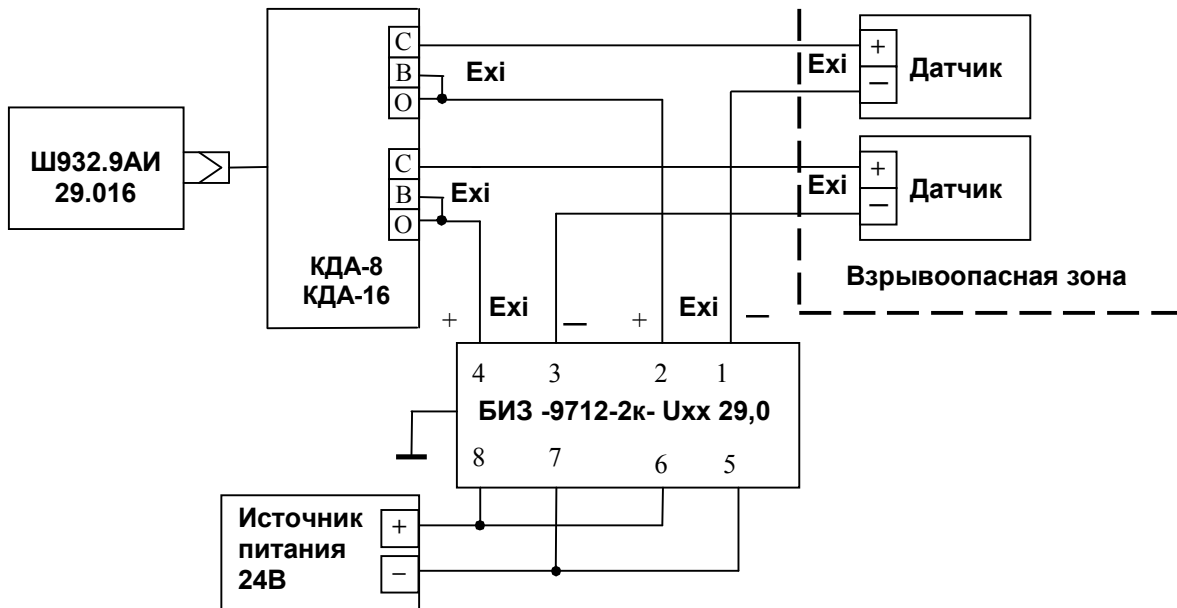 Ш932.9АИ
29.016
С
В
О
Exi
С
В
О
Exi
КДА-8
КДА-16
Exi
+
−
Датчик
Exi
+
−
Датчик
Взрывоопасная зона
+
Exi
−
+
Exi
−
4 3 2 1
БИЗ -9712-2к- Uxx 29,0
8 7 6 5
Источник
питания
24В
+
−